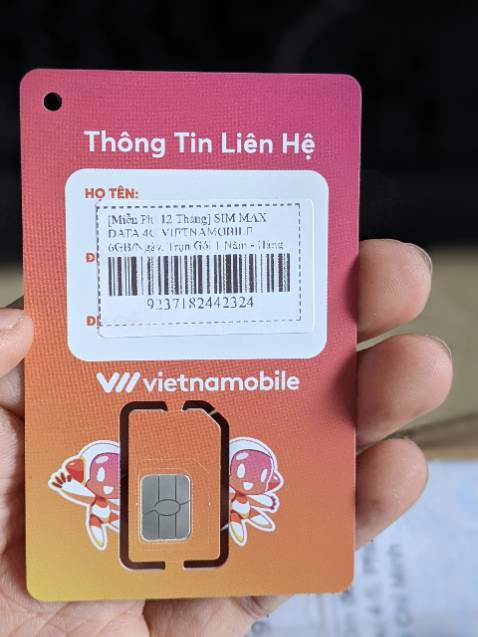 Thông Tin Liên Hệ
HỌ TÊN:
[Miễn Phí 12 Tháng] SIM MAX
DATA 4G VIETNAMOBILE
6GB/Ngày. Trọn Gói 1 Năm - Hàng
9237182442324
vietnamobile